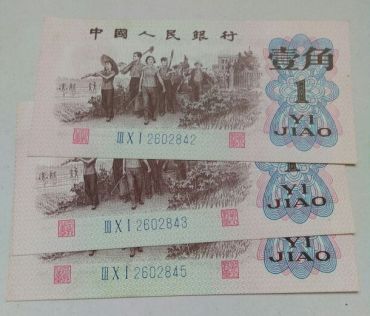 中國人民銀行
壹角
1
YI
JIAO
III X I 2602842
1
YI
JIAO
III X I 2602843
YI
JIAO
III X I 2602845